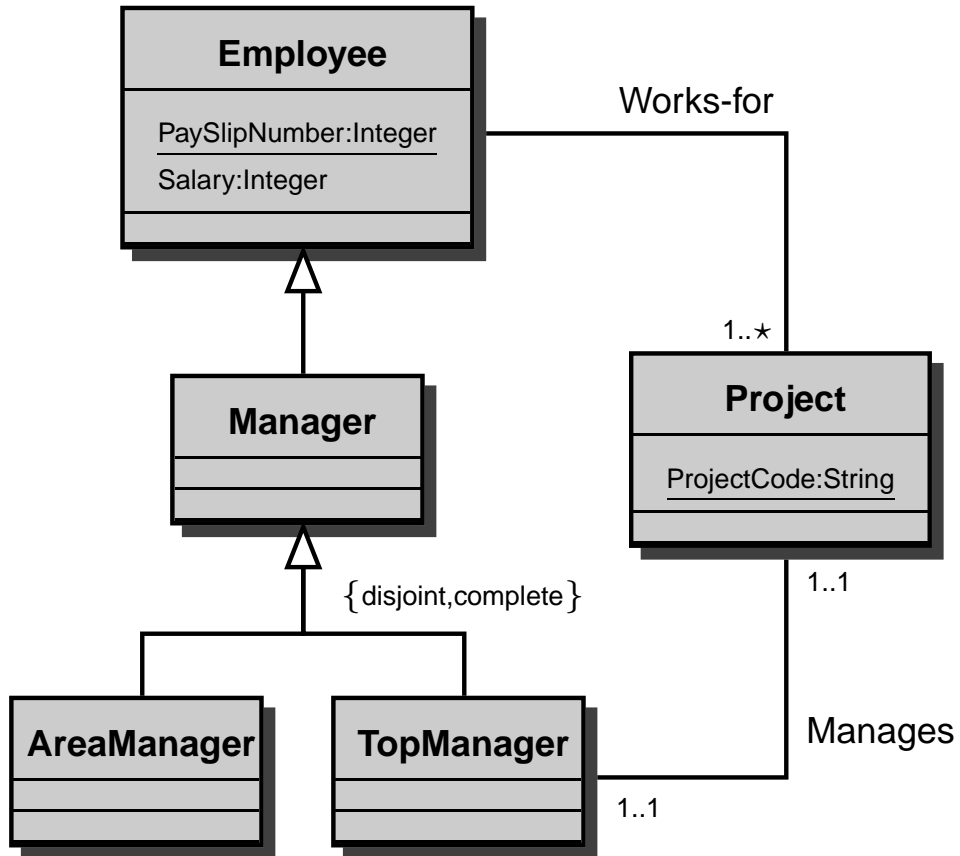 Employee
Works-for
PaySlipNumber:Integer
Salary:Integer
1..⋆
Manager
Project
ProjectCode:String
{disjoint,complete}
1..1
AreaManager
TopManager
Manages
1..1